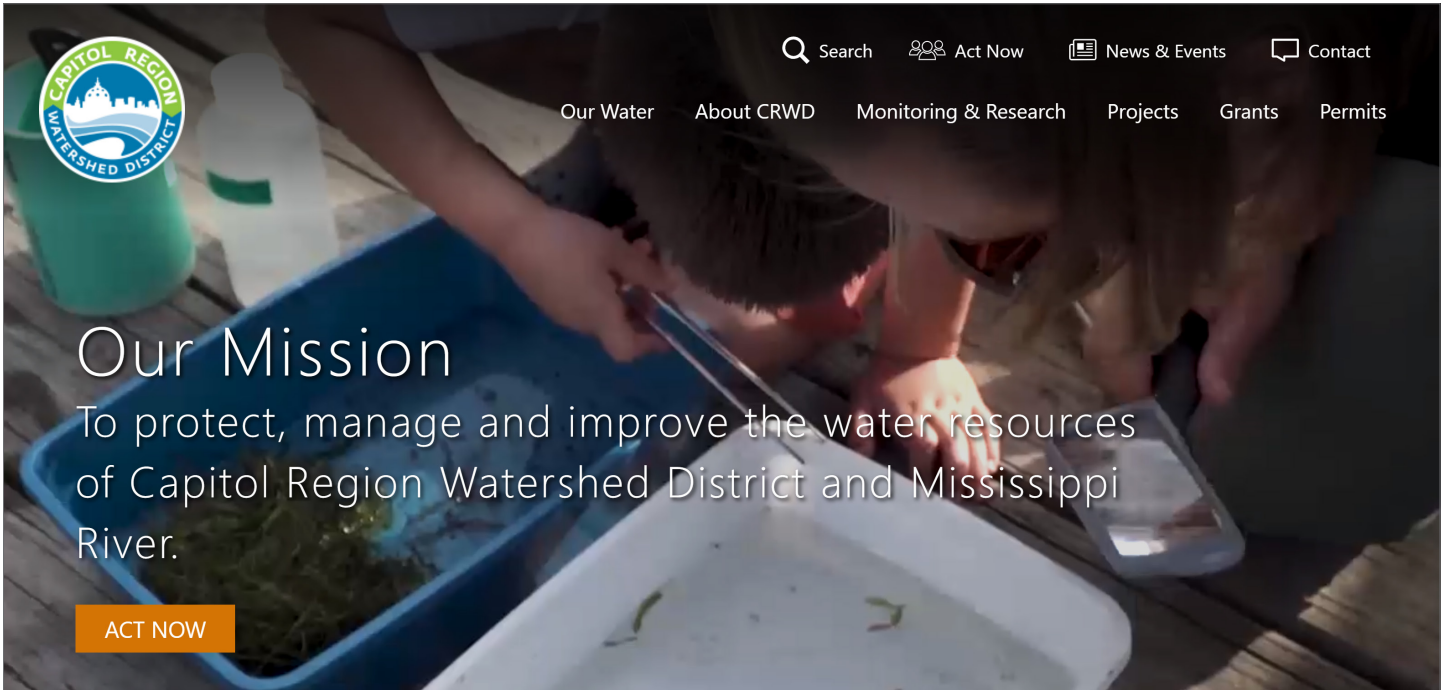 CAPITOL REGION
WATERSHED DISTRICT
Search Act Now News & Events Contact
Our Water About CRWD Monitoring & Research Projects Grants Permits
Our Mission
To protect, manage and improve the water resources
of Capitol Region Watershed District and Mississippi
River.
ACT NOW